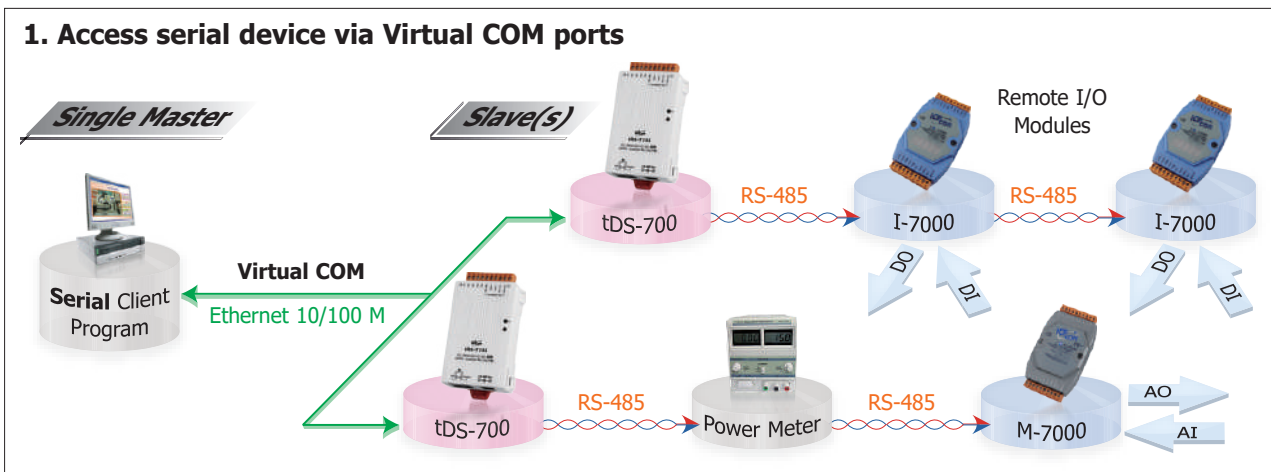 1. Access serial device via Virtual COM ports
Single Master
Slave(s)
Remote I/O
Modules
tDS-700
RS-485
I-7000
RS-485
I-7000
DO
DI
DO
DI
Virtual COM
Ethernet 10/100 M
Serial Client
Program
tDS-700
RS-485
Power Meter
RS-485
M-7000
AO
AI